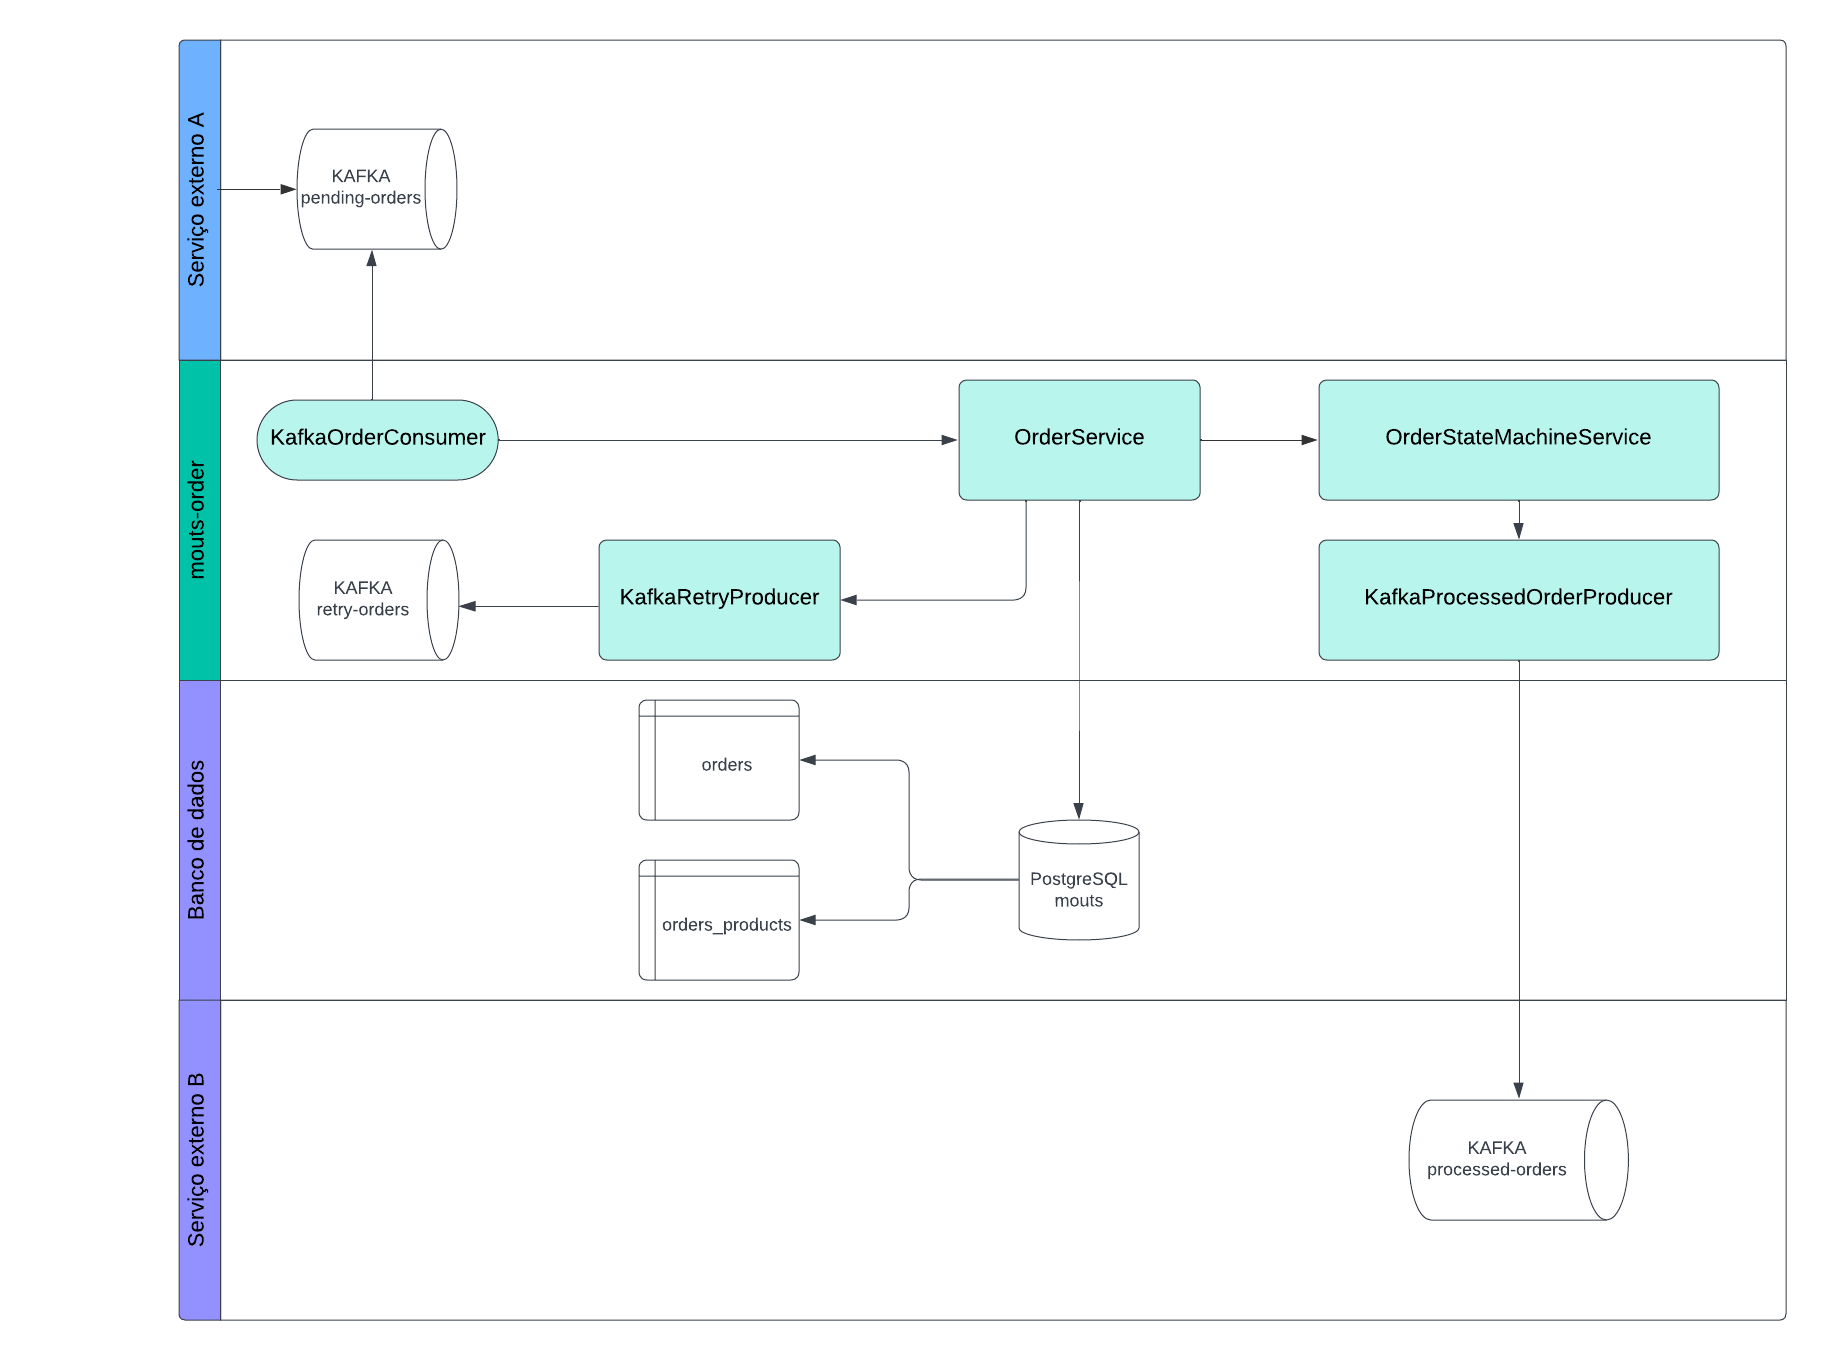 Serviço externo A
KAFKA
pending-orders
mouts-order
KafkaOrderConsumer
OrderService
OrderStateMachineService
KAFKA
retry-orders
KafkaRetryProducer
KafkaProcessedOrderProducer
Banco de dados
orders
orders_products
PostgreSQL
mouts
Serviço externo B
KAFKA
processed-orders